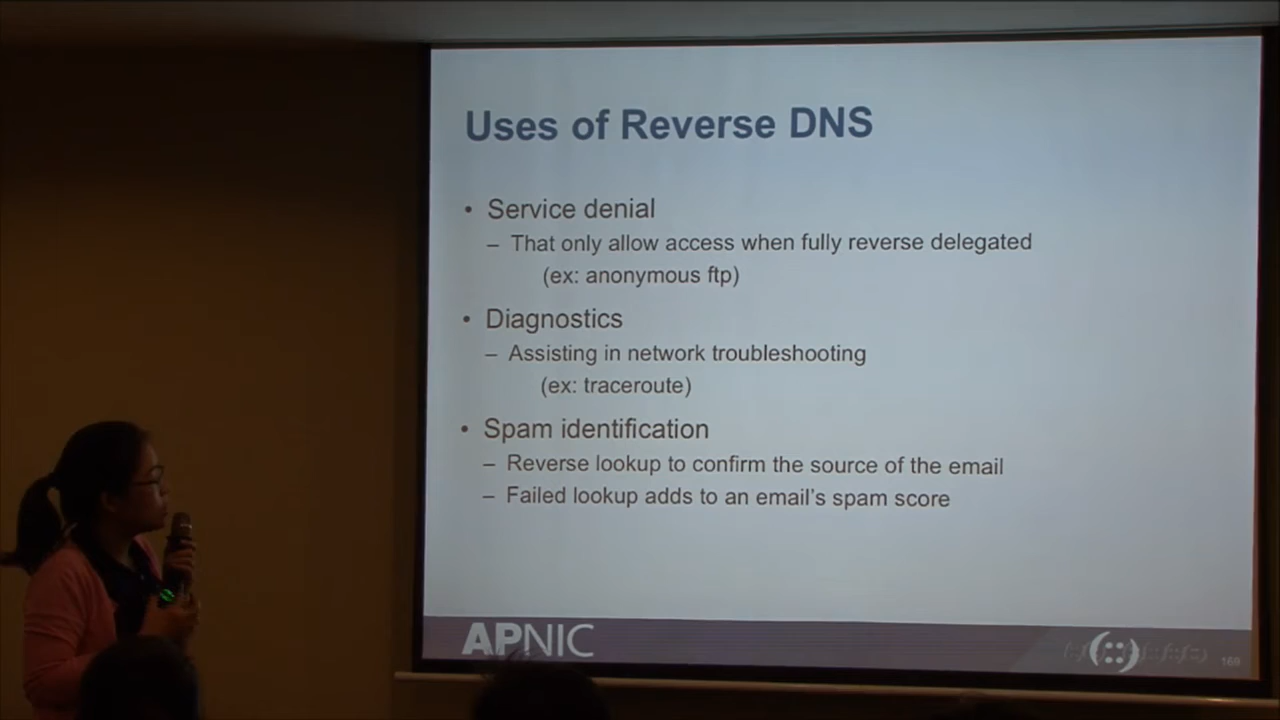 Uses of Reverse DNS
• Service denial
– That only allow access when fully reverse delegated
(ex: anonymous ftp)
• Diagnostics
– Assisting in network troubleshooting
(ex: traceroute)
• Spam identification
– Reverse lookup to confirm the source of the email
– Failed lookup adds to an email's spam score
APNIC
169